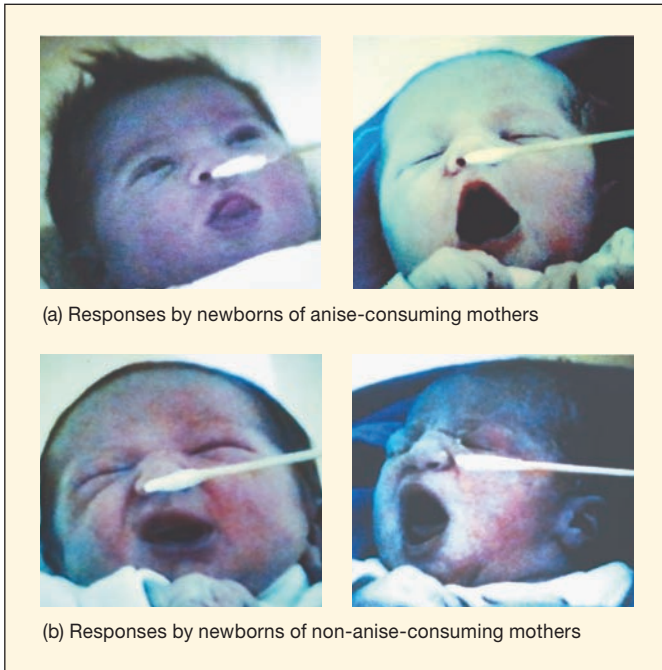 (a) Responses by newborns of anise-consuming mothers
(b) Responses by newborns of non-anise-consuming mothers